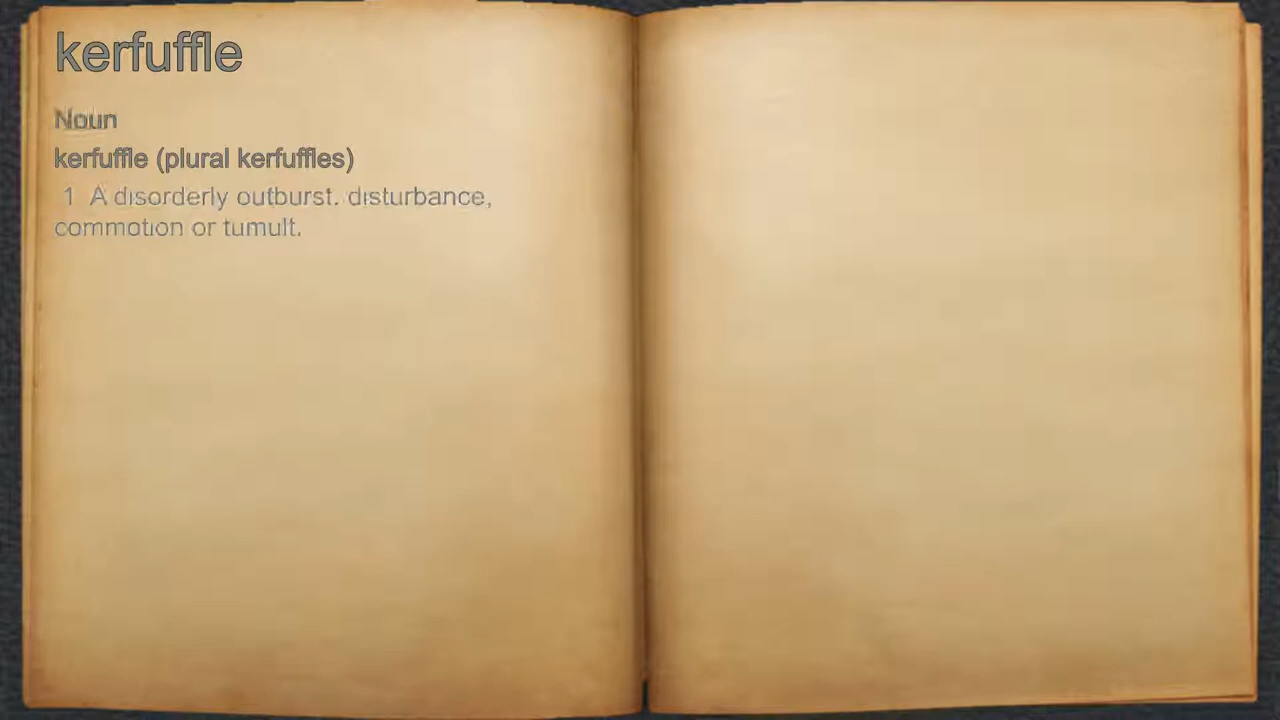 kerfuffle
Noun
kerfuffle (plural kerfuffles)
1 A disorderly outburst. disturbance,
commotion or tumult.